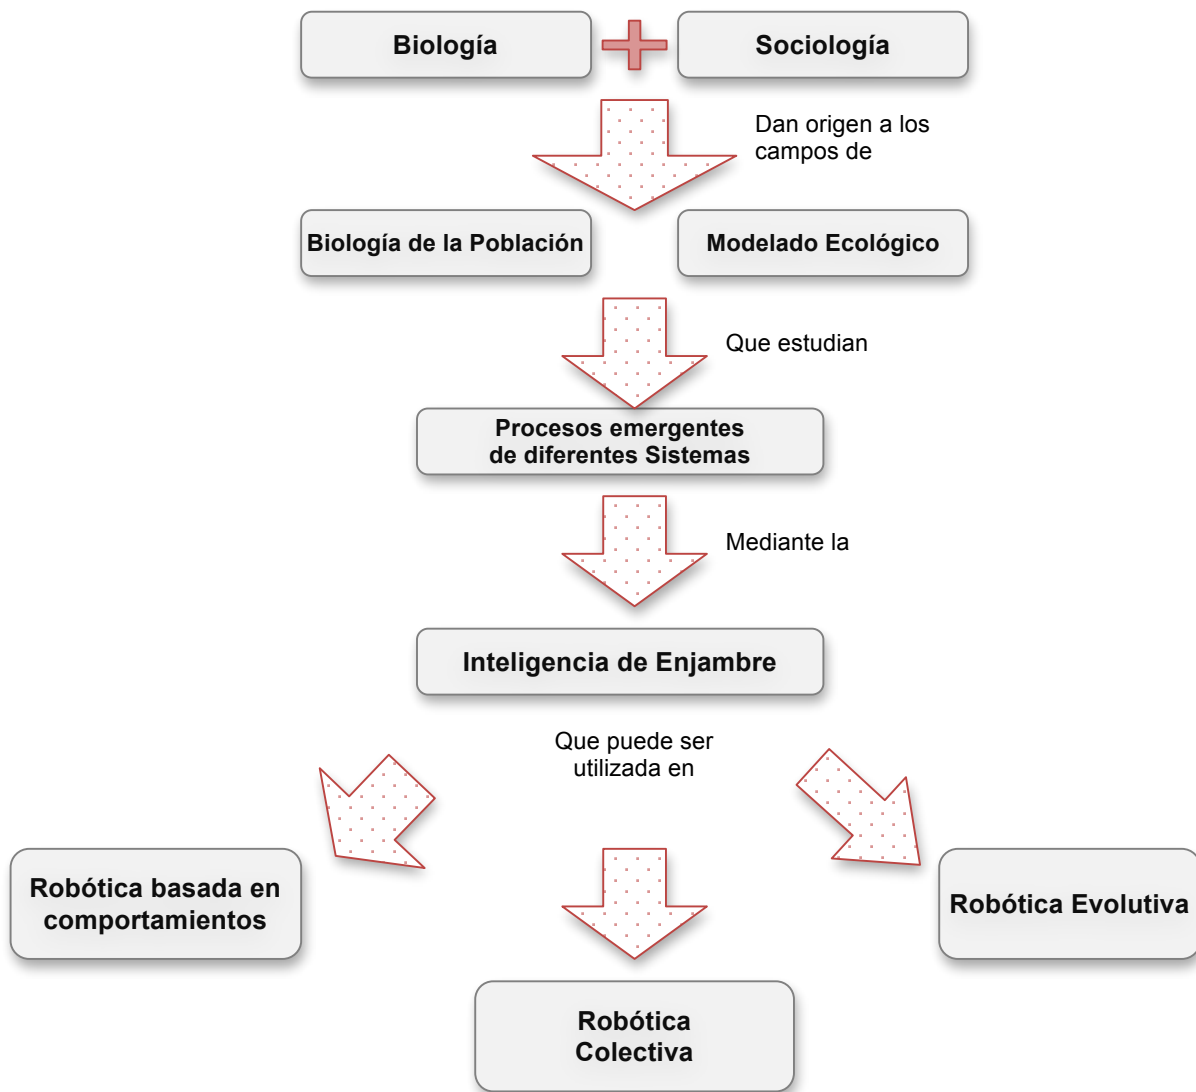 Biología
Sociología
Dan origen a los
campos de
Biología de la Población
Modelado Ecológico
Que estudian
Procesos emergentes
de diferentes Sistemas
Mediante la
Inteligencia de Enjambre
Que puede ser
utilizada en
Robótica basada en
comportamientos
Robótica Evolutiva
Robótica
Colectiva